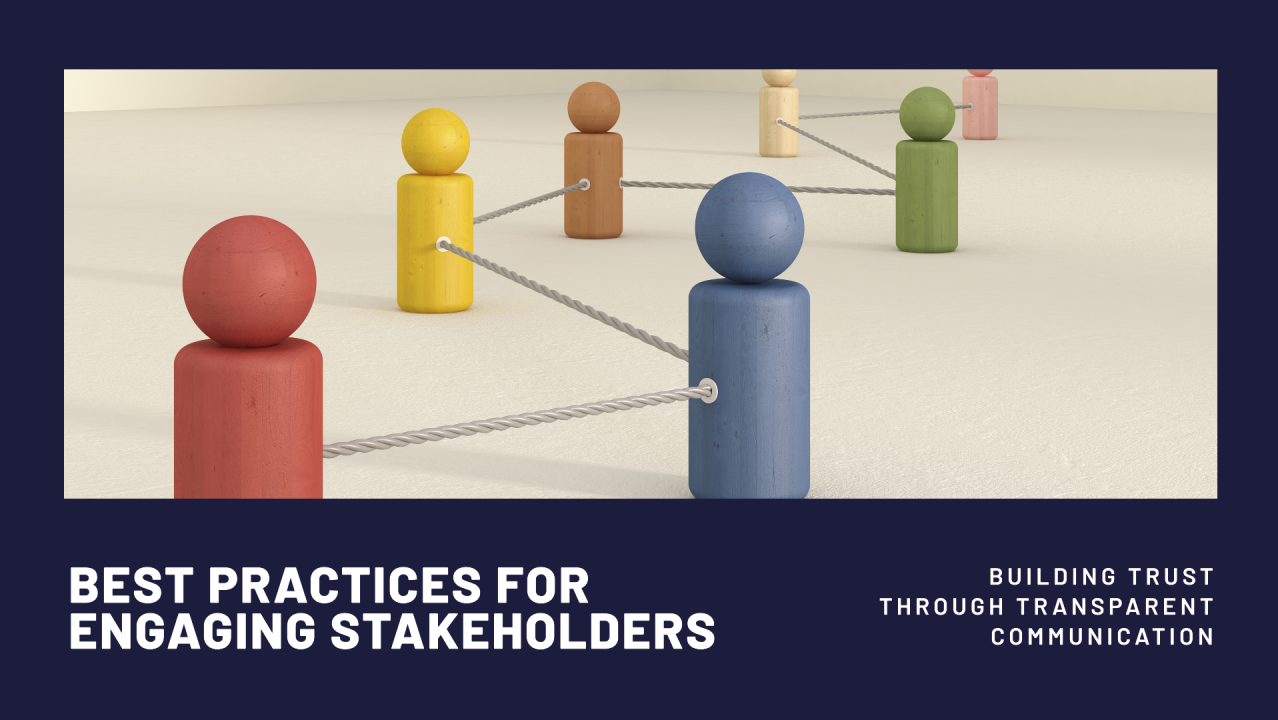 BEST PRACTICES FOR
ENGAGING STAKEHOLDERS
BUILDING TRUST
THROUGH TRANSPARENT
COMMUNICATION